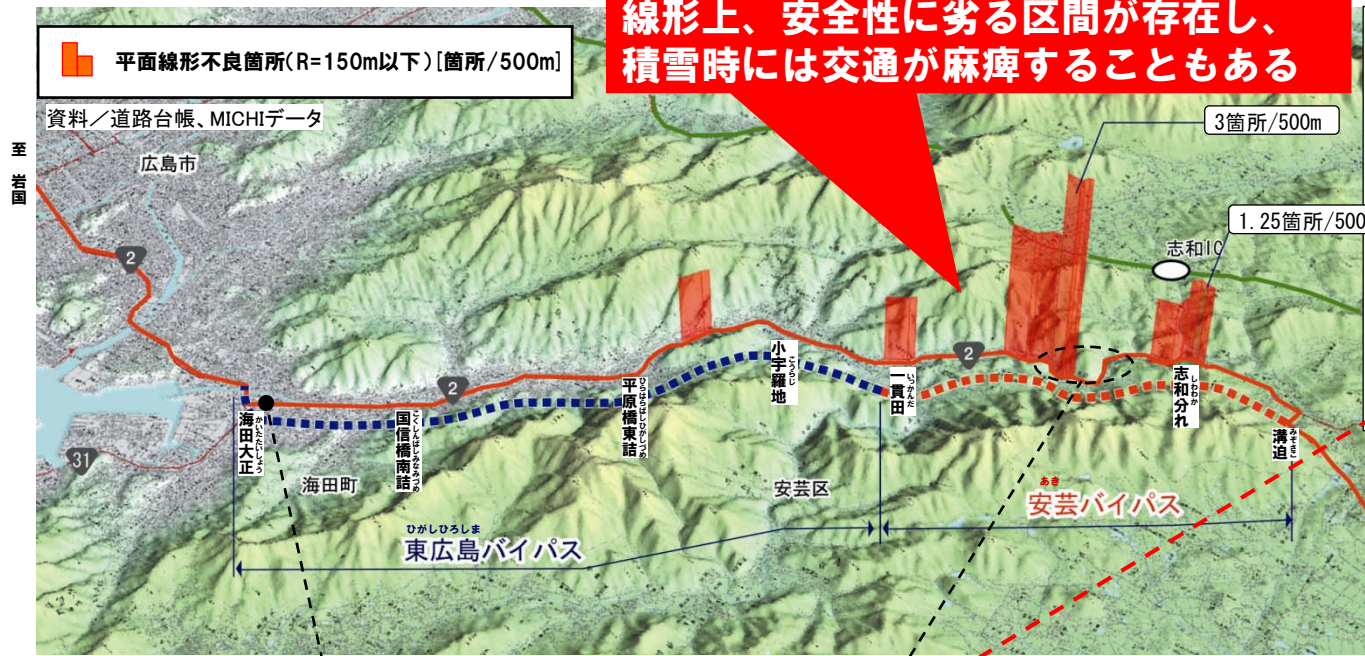 線形上、安全性に劣る区間が存在し、
積雪時には交通が麻痺することもある
平面線形不良箇所(R=150m以下)[箇所/500m]
資料／道路台帳、MICHIデータ
至 岩国
広島市
3箇所/500m
1.25箇所/500
志和IC
2
2
2
31
かいたたいしょう
海田大正
こくしんばしみなみづめ
国信橋南詰
ひらはらばしひがしづめ
平原橋東詰
こうらじ
小宇羅地
いっかんだ
一貫田
しわわか
志和分れ
みぞさこ
溝迫
海田町
安芸区
ひがしひろしま
東広島バイパス
あき
安芸バイパス